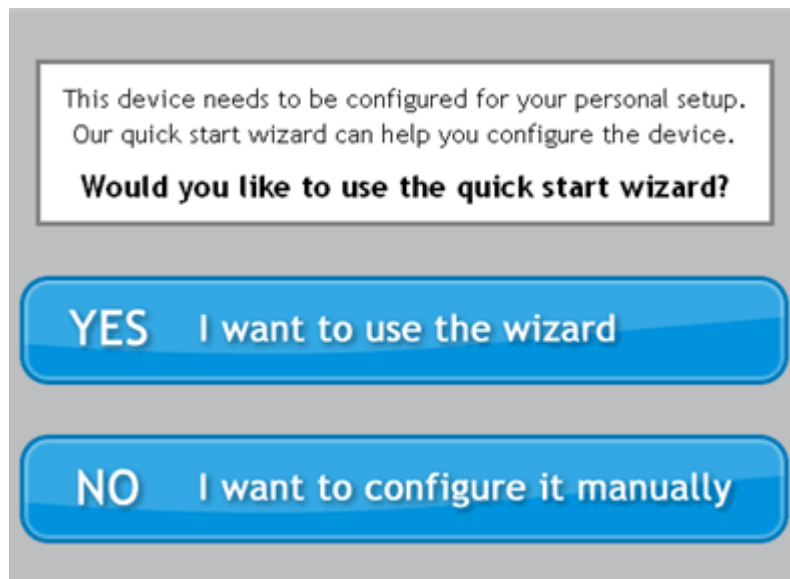 This device needs to be configured for your personal setup.
Our quick start wizard can help you configure the device.
Would you like to use the quick start wizard?
YES I want to use the wizard
NO I want to configure it manually